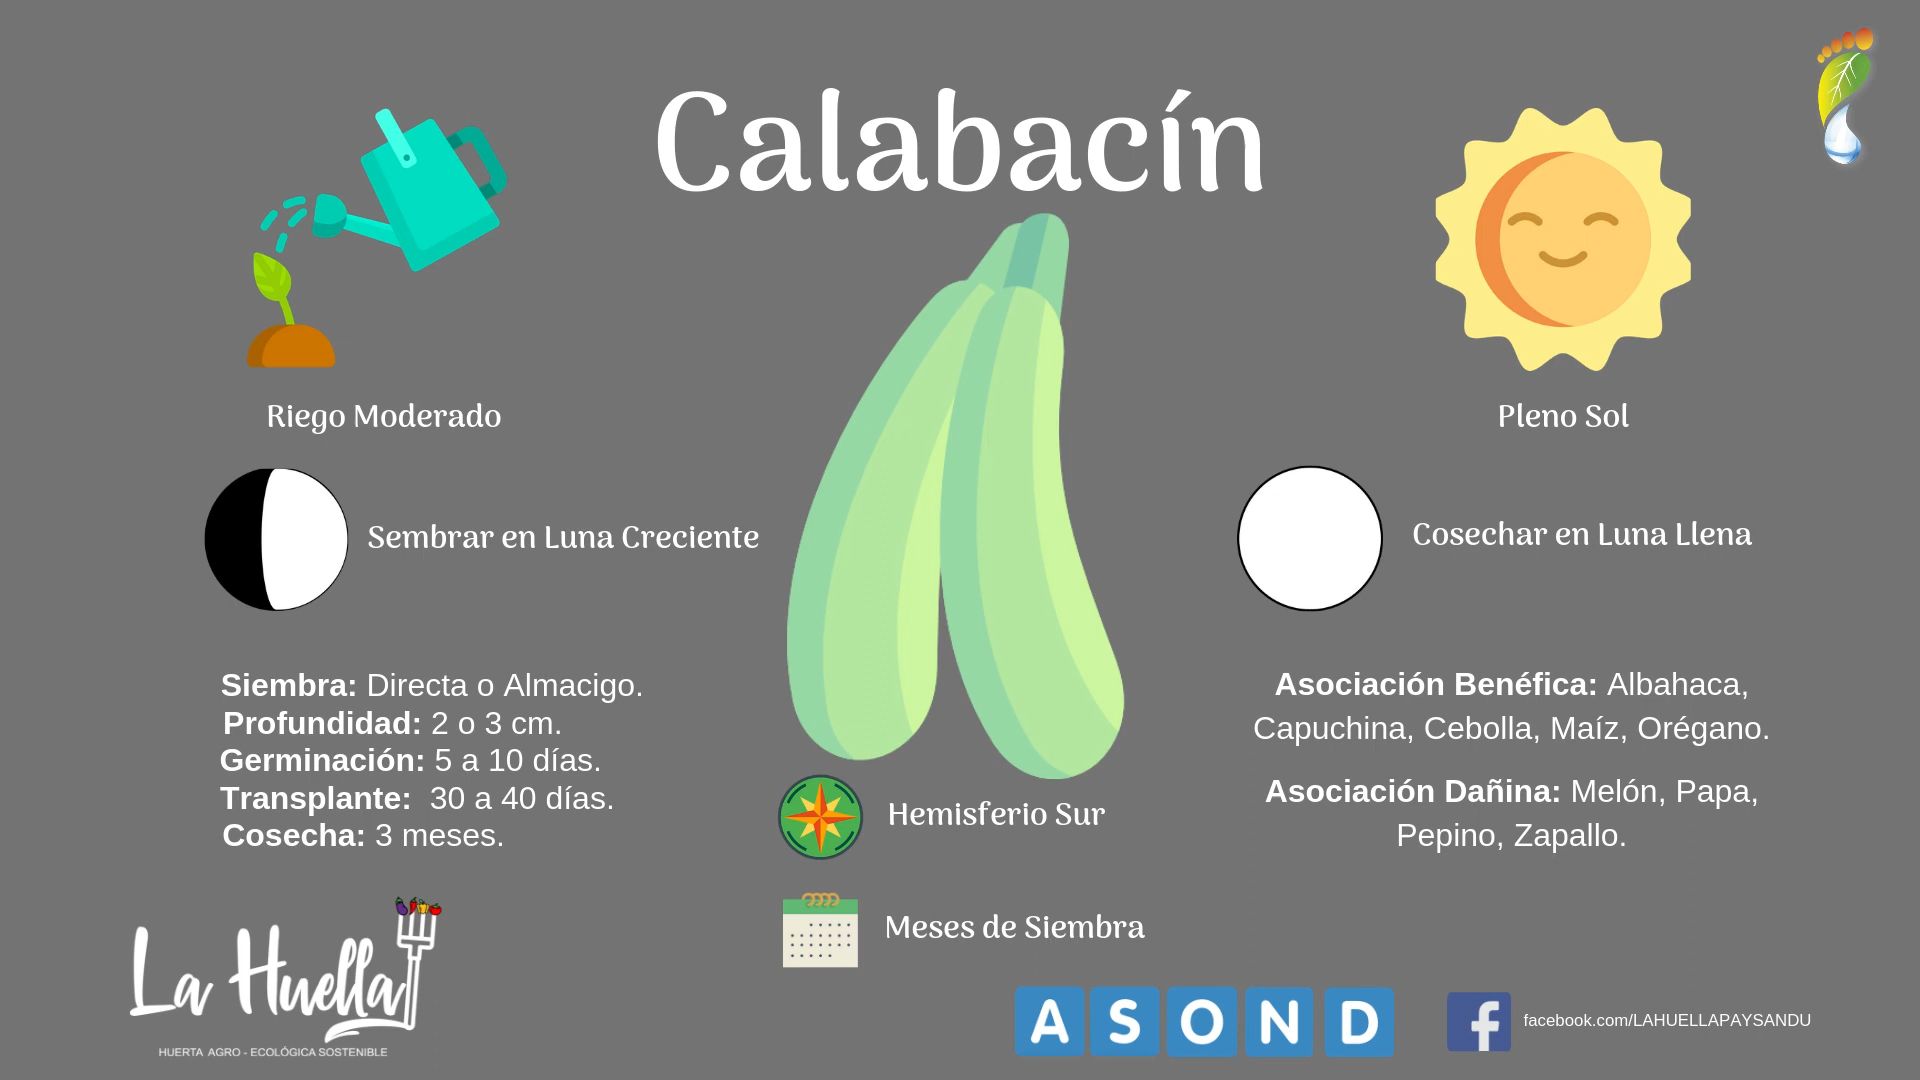 Calabacín
Riego Moderado
Pleno Sol
Sembrar en Luna Creciente
Cosechar en Luna Llena
Siembra: Directa o Almacigo.
Profundidad: 2 o 3 cm.
Germinación: 5 a 10 días.
Transplante:  30 a 40 días.
Cosecha: 3 meses.
Asociación Benéfica: Albahaca,
Capuchina, Cebolla, Maíz, Orégano.
Asociación Dañina: Melón, Papa,
Pepino, Zapallo.
Hemisferio Sur
Meses de Siembra
A S O N D
La Huella
HUERTA AGRO - ECOLÓGICA SOSTENIBLE
f facebook.com/LAHUELLAPAYSANDU